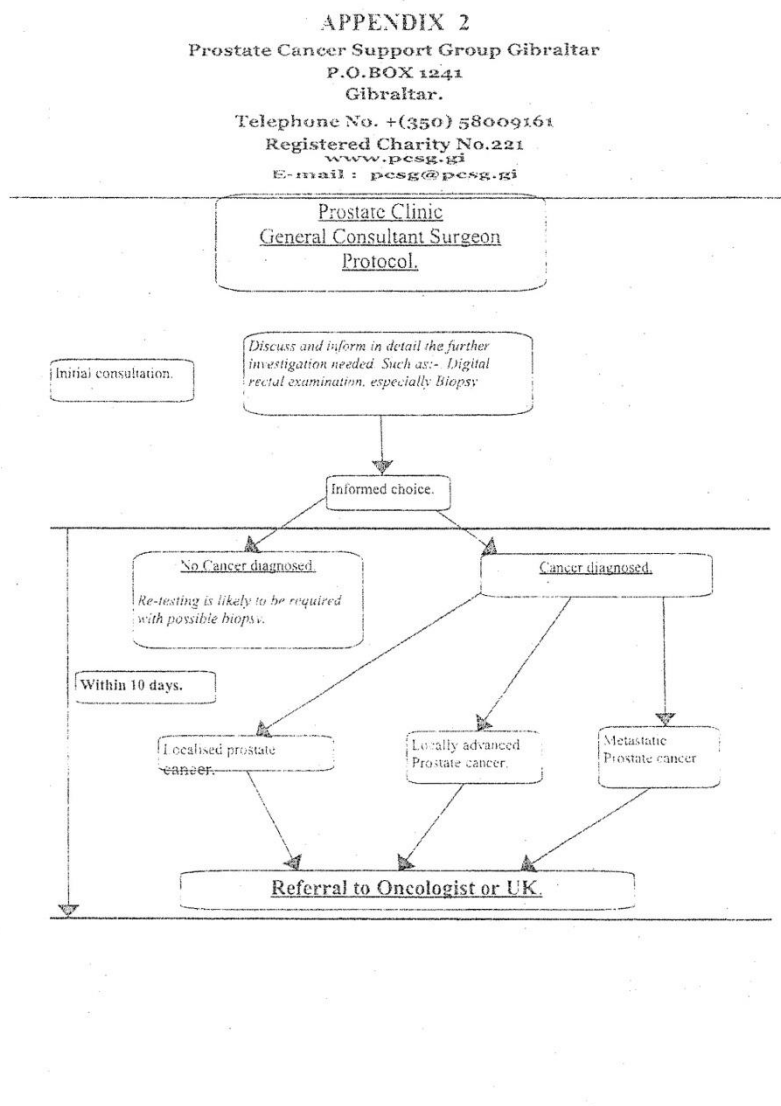 APPENDIX 2
Prostate Cancer Support Group Gibraltar
P.O.BOX 1241
Gibraltar.
Telephone No. +(350) 58009161
Registered Charity No.221
www.pcsg.gi
E-mail : pcsg@pcsg.gi
Prostate Clinic
General Consultant Surgeon
Protocol.
Initial consultation.
Discuss and inform in detail the further
investigation needed Such as:- Digital
rectal examination, especially Biopsy
Informed choice.
No Cancer diagnosed.
Re-testing is likely to be required
with possible biopsy.
Cancer diagnosed.
Within 10 days.
Localised prostate
cancer.
Locally advanced
Prostate cancer.
Metastatic
Prostate cancer
Referral to Oncologist or UK.